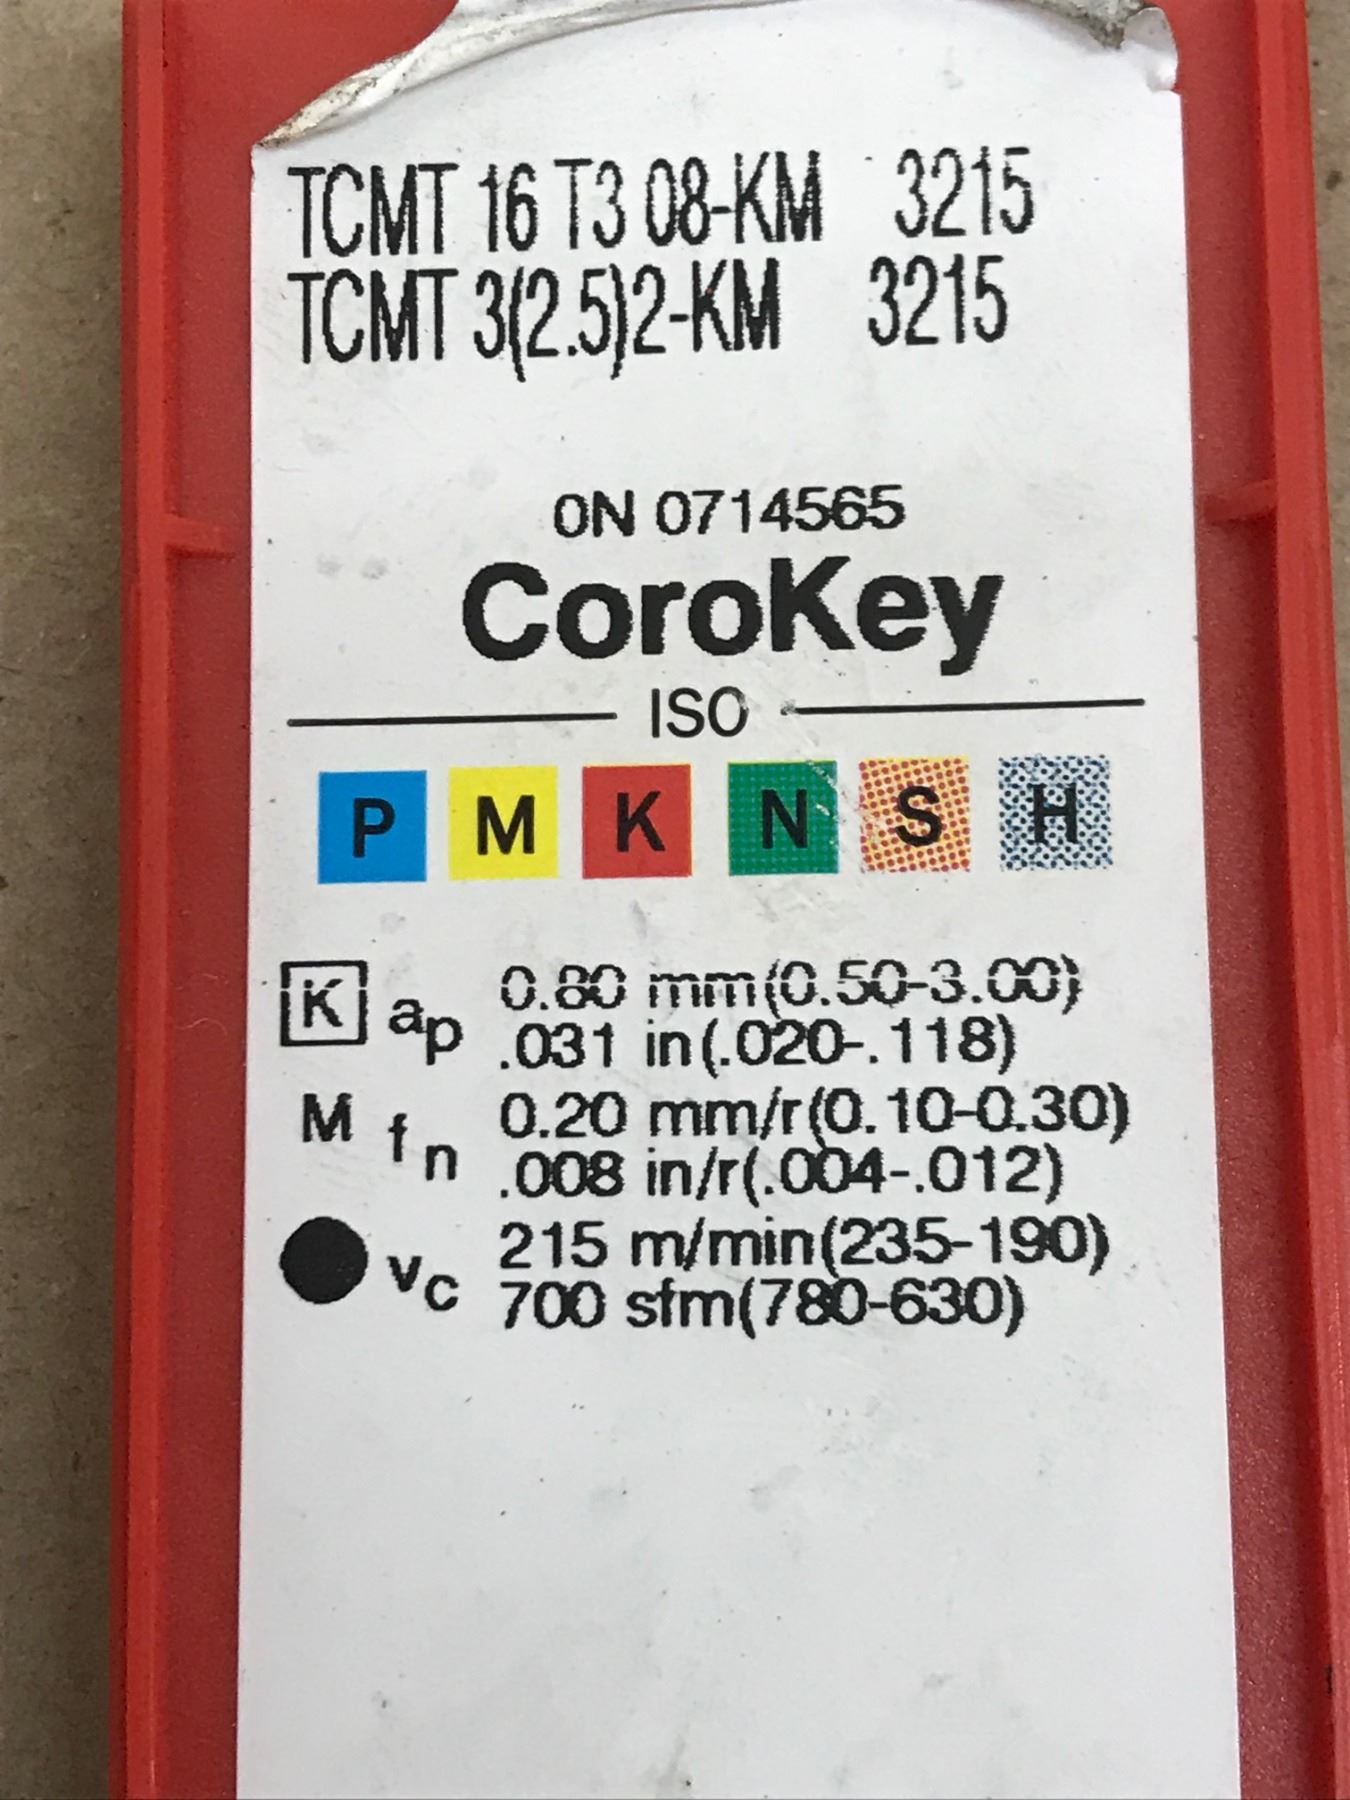 TCMT 16 T3 08-KM 3215
TCMT 3(2.5)2-KM 3215
0N 0714565
CoroKey
ISO
P M K N S H
K ap 0.80 mm(0.50-3.00)
.031 in(.020-.118)
M fn 0.20 mm/r(0.10-0.30)
.008 in/r(.004-.012)
vc 215 m/min(235-190)
700 sfm(780-630)